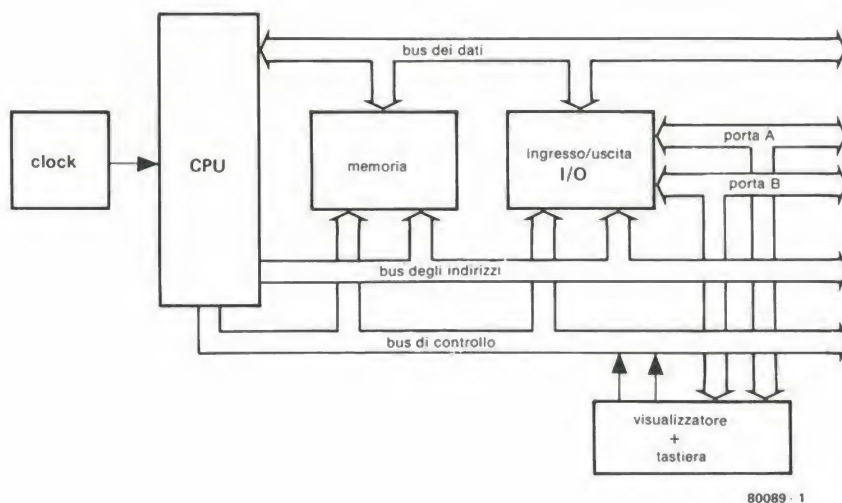 bus dei dati
clock
CPU
memoria
ingresso/uscita
I/O
porta A
porta B
bus degli indirizzi
bus di controllo
visualizzatore
+
tastiera
80089 - 1